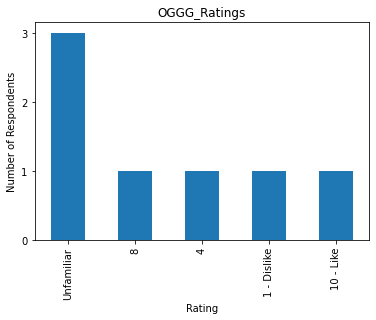 OGGG_Ratings
Number of Respondents
3
2
1
0
Unfamiliar
8
4
1 - Dislike
10 - Like
Rating